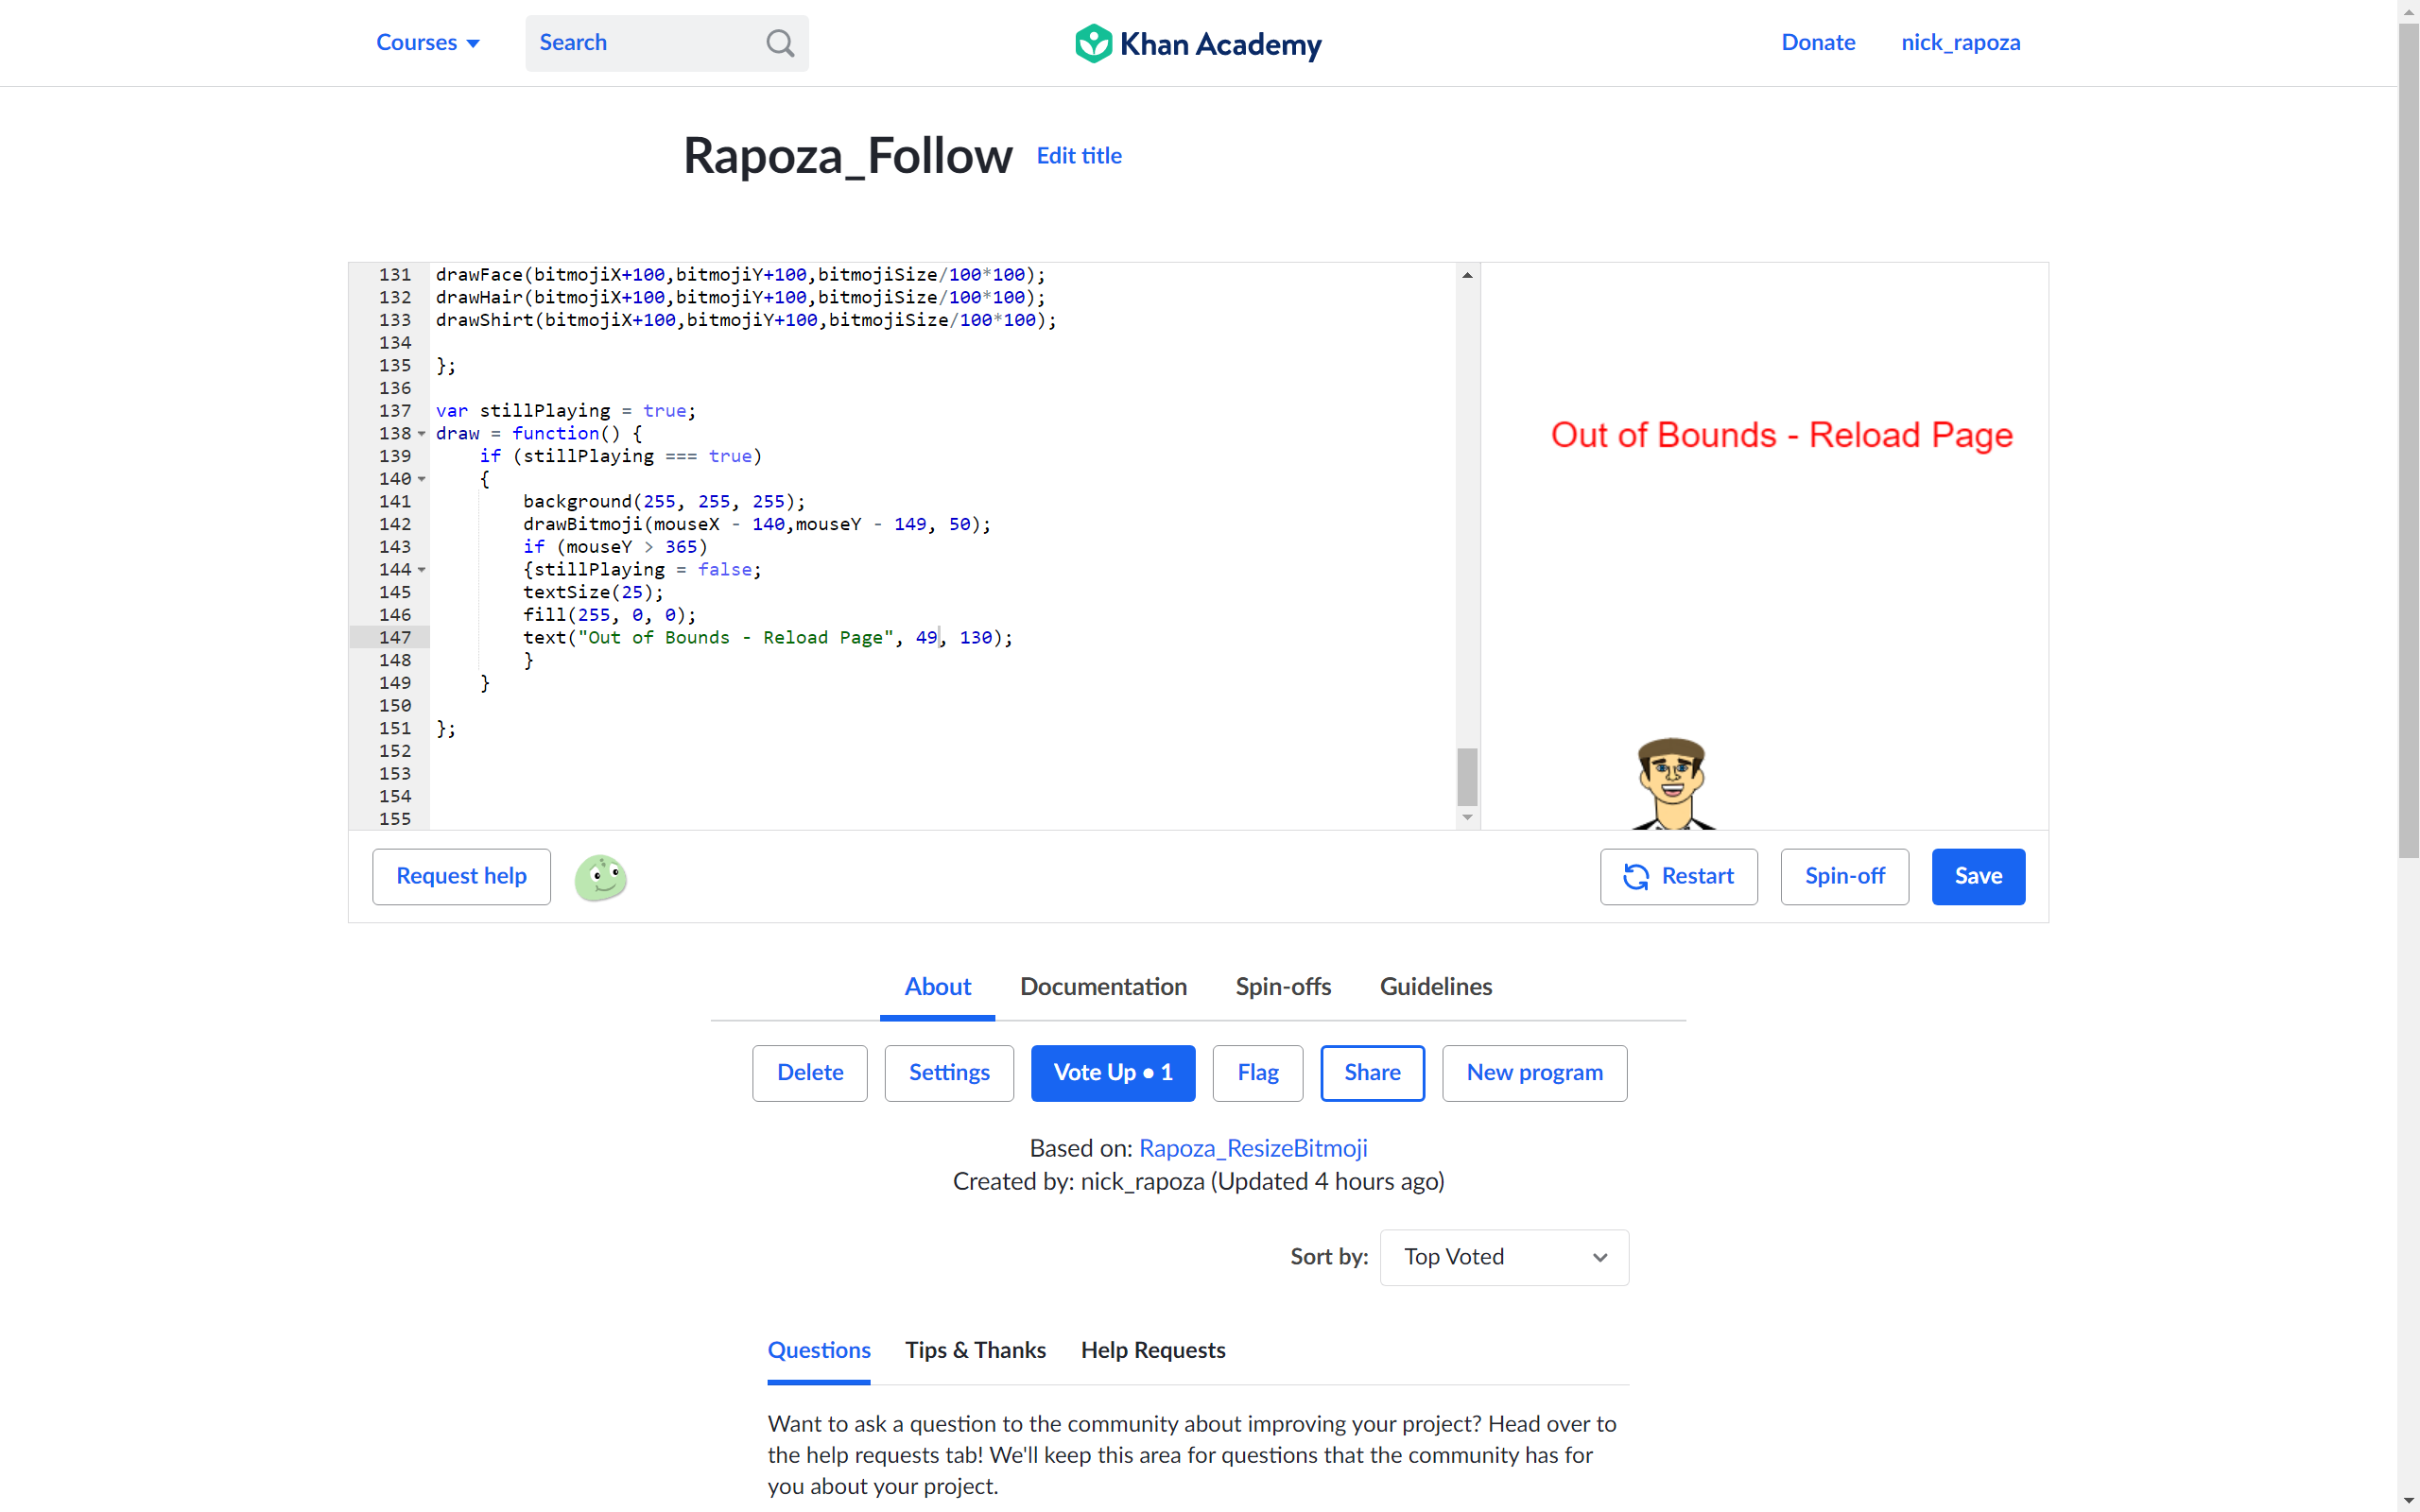 Courses
Search
Khan Academy
Donate
nick_rapoza
Rapoza_Follow
Edit title
131 drawFace(bitmojiX+100,bitmojiY+100,bitmojiSize/100*100);
132 drawHair(bitmojiX+100,bitmojiY+100,bitmojiSize/100*100);
133 drawShirt(bitmojiX+100,bitmojiY+100,bitmojiSize/100*100);
134
135 };
136
137 var stillPlaying = true;
138 draw = function() {
139     if (stillPlaying === true)
140     {
141         background(255, 255, 255);
142         drawBitmoji(mouseX - 140,mouseY - 149, 50);
143         if (mouseY > 365)
144         {stillPlaying = false;
145         textSize(25);
146         fill(255, 0, 0);
147         text("Out of Bounds - Reload Page", 49, 130);
148         }
149     }
150
151 };
152
153
154
155
Out of Bounds - Reload Page
Request help
Restart
Spin-off
Save
About
Documentation
Spin-offs
Guidelines
Delete
Settings
Vote Up • 1
Flag
Share
New program
Based on: Rapoza_ResizeBitmoji
Created by: nick_rapoza (Updated 4 hours ago)
Sort by:
Top Voted
Questions
Tips & Thanks
Help Requests
Want to ask a question to the community about improving your project? Head over to
the help requests tab! We'll keep this area for questions that the community has for
you about your project.